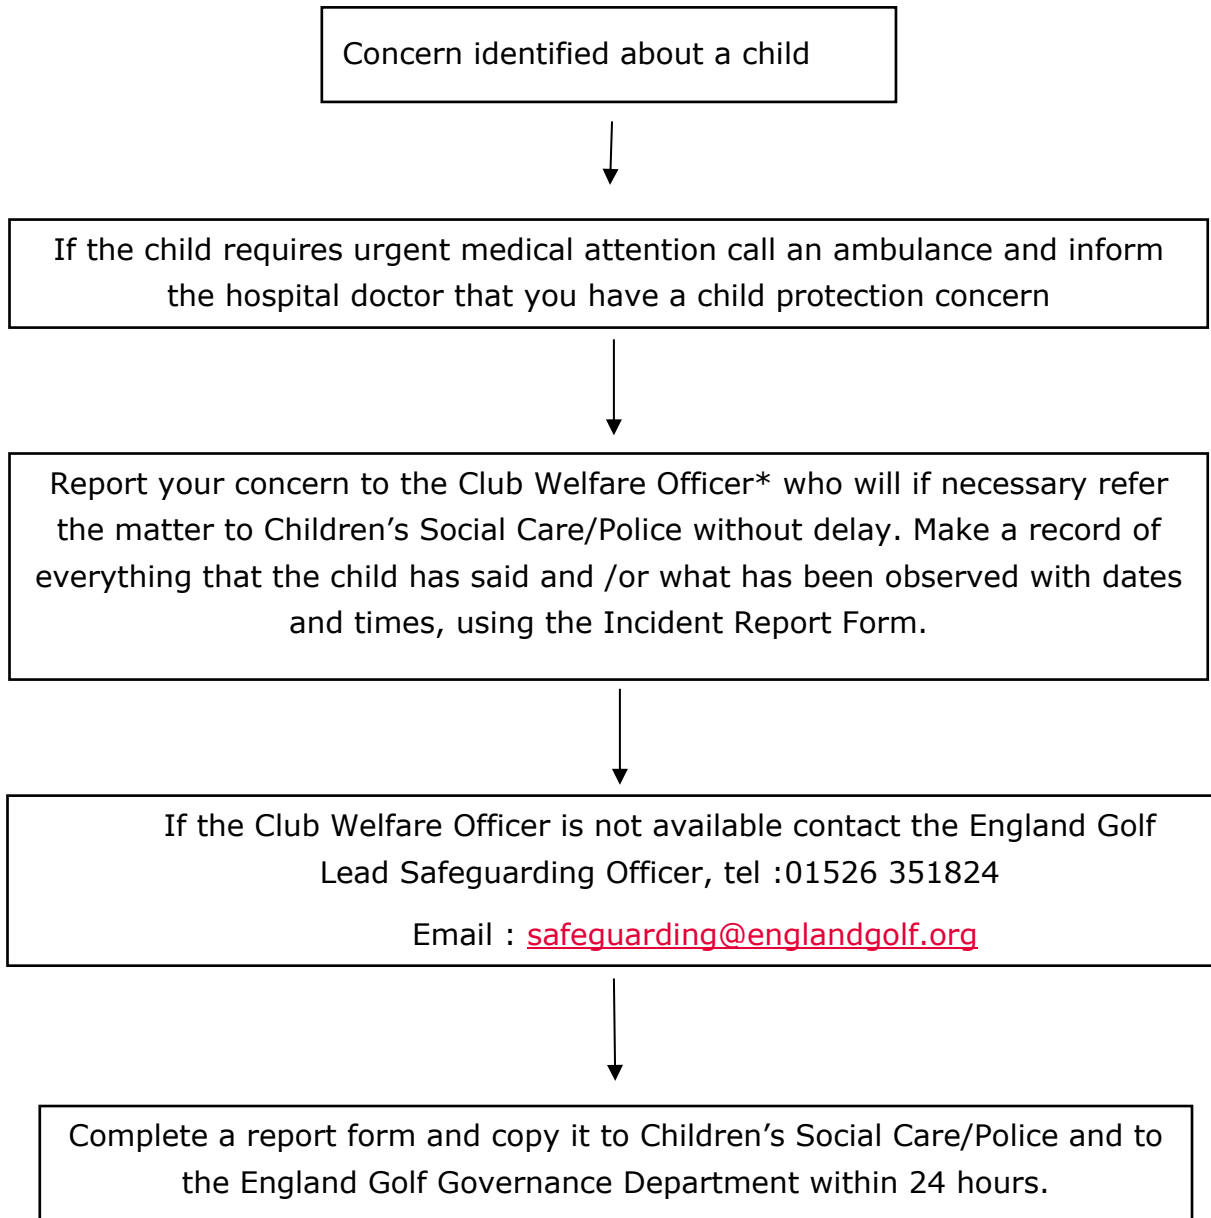 Concern identified about a child
If the child requires urgent medical attention call an ambulance and inform
the hospital doctor that you have a child protection concern
Report your concern to the Club Welfare Officer* who will if necessary refer
the matter to Children’s Social Care/Police without delay. Make a record of
everything that the child has said and /or what has been observed with dates
and times, using the Incident Report Form.
If the Club Welfare Officer is not available contact the England Golf
Lead Safeguarding Officer, tel :01526 351824
Email : safeguarding@englandgolf.org
Complete a report form and copy it to Children’s Social Care/Police and to
the England Golf Governance Department within 24 hours.